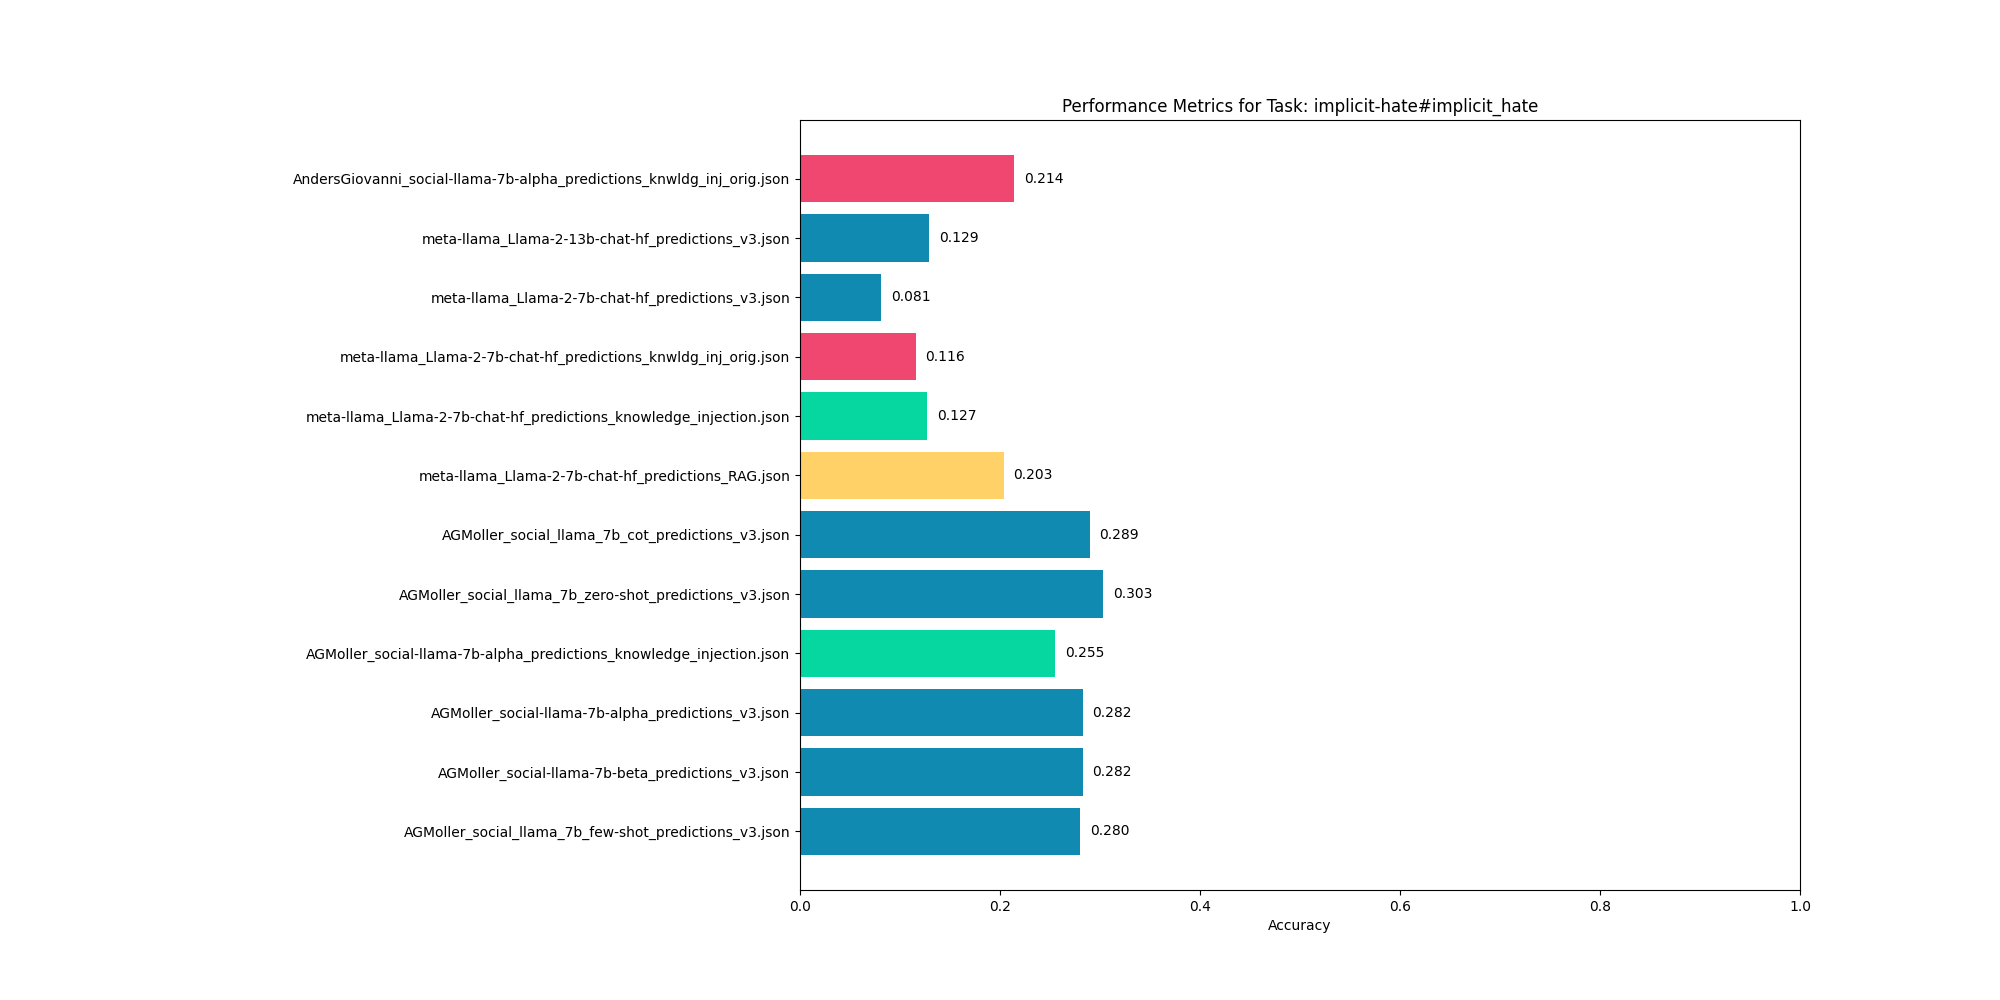 Performance Metrics for Task: implicit-hate#implicit_hate
AndersGiovanni_social-llama-7b-alpha_predictions_knwldg_inj_orig.json 0.214
meta-llama_Llama-2-13b-chat-hf_predictions_v3.json 0.129
meta-llama_Llama-2-7b-chat-hf_predictions_v3.json 0.081
meta-llama_Llama-2-7b-chat-hf_predictions_knwldg_inj_orig.json 0.116
meta-llama_Llama-2-7b-chat-hf_predictions_knowledge_injection.json 0.127
meta-llama_Llama-2-7b-chat-hf_predictions_RAG.json 0.203
AGMoller_social_llama_7b_cot_predictions_v3.json 0.289
AGMoller_social_llama_7b_zero-shot_predictions_v3.json 0.303
AGMoller_social-llama-7b-alpha_predictions_knowledge_injection.json 0.255
AGMoller_social-llama-7b-alpha_predictions_v3.json 0.282
AGMoller_social-llama-7b-beta_predictions_v3.json 0.282
AGMoller_social_llama_7b_few-shot_predictions_v3.json 0.280
0.0 0.2 0.4 0.6 0.8 1.0
Accuracy